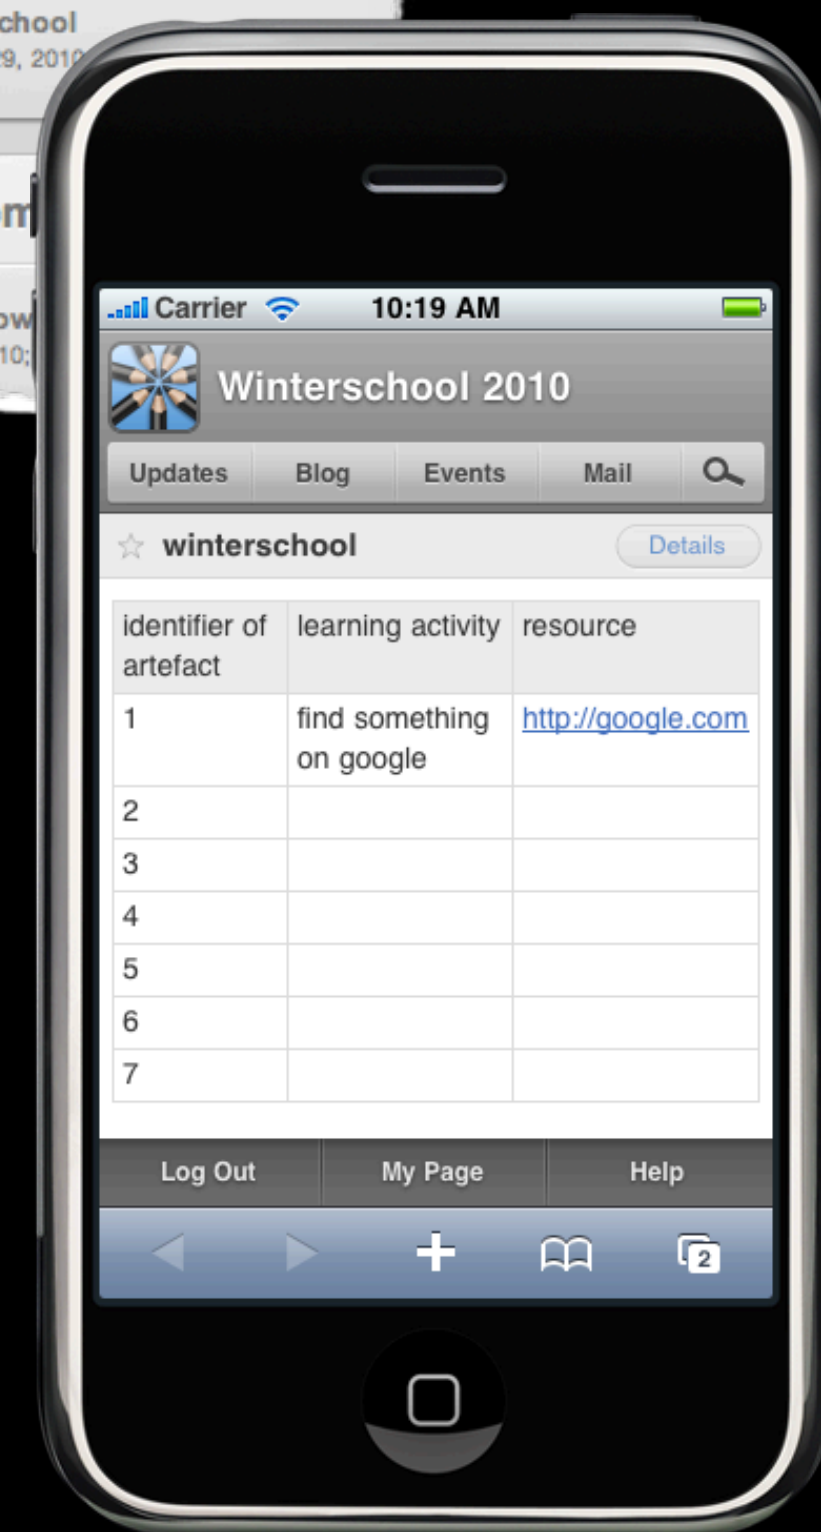 29, 2010
Carrier 10:19 AM
Winterschool 2010
Updates Blog Events Mail
winterschool Details
identifier of artefact learning activity resource
1 find something on google http://google.com
2
3
4
5
6
7
Log Out My Page Help
2